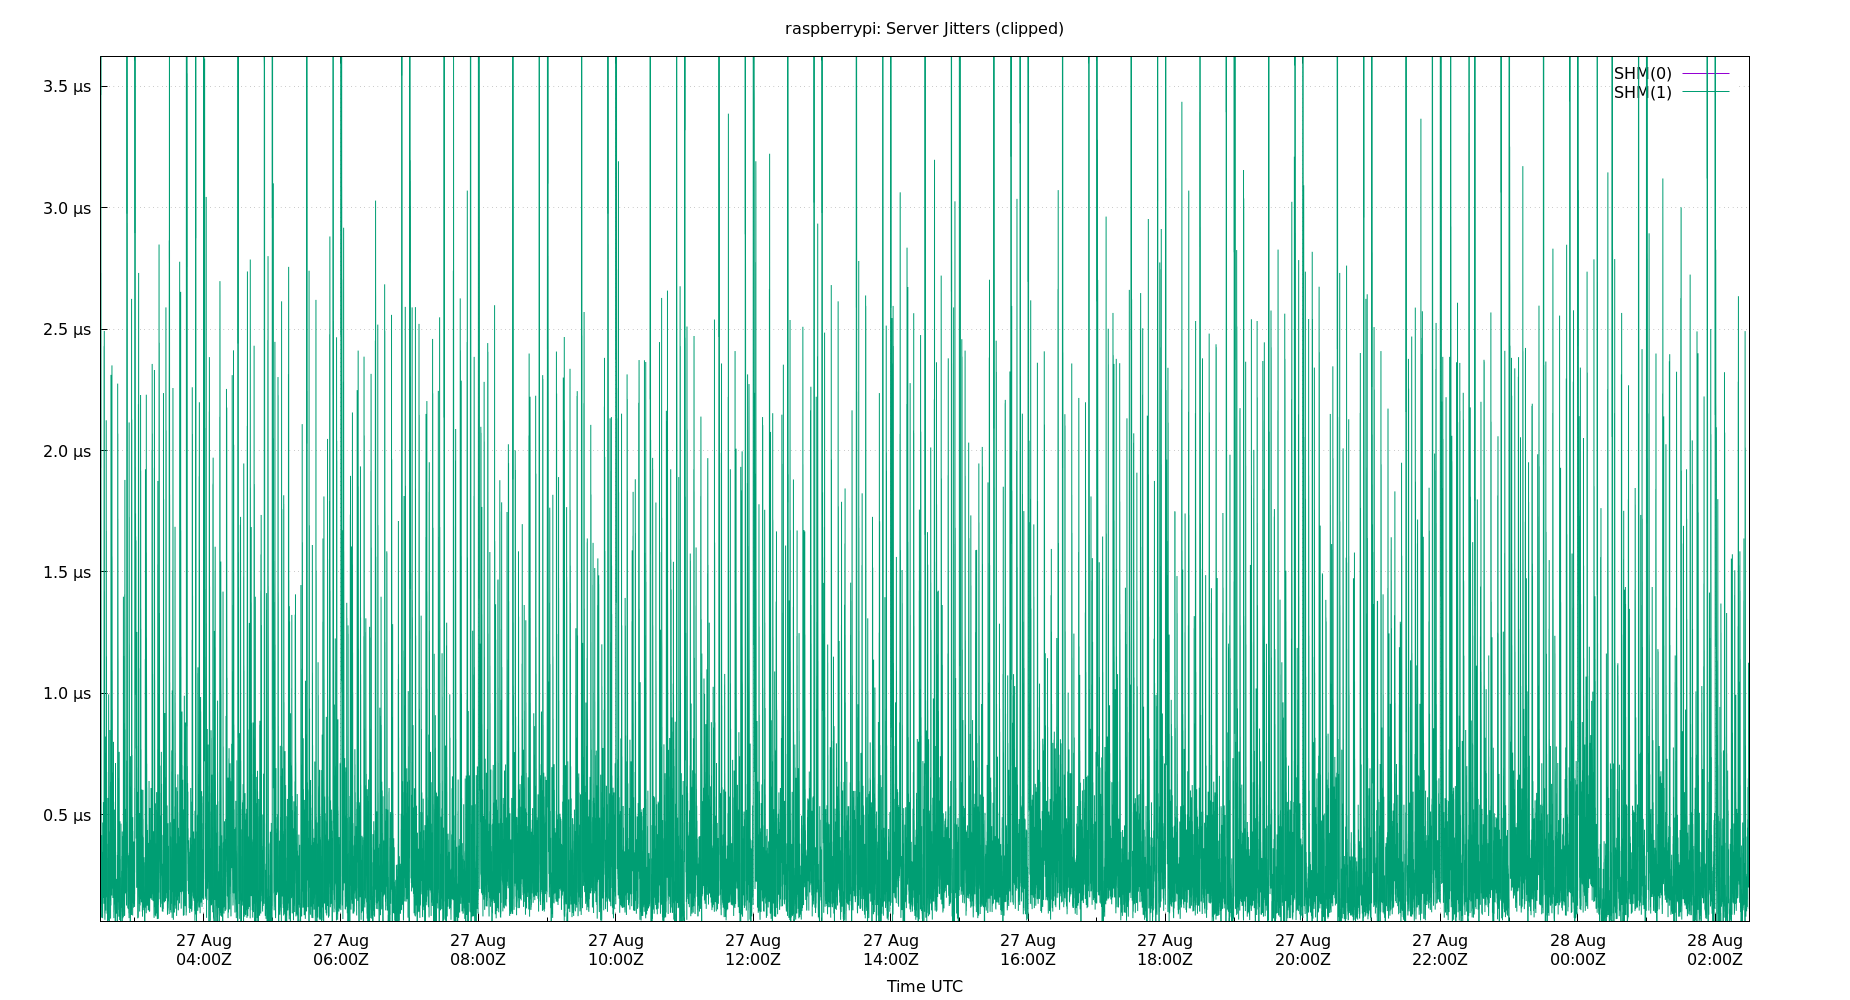 raspberrypi: Server Jitters (clipped)
SHM(0)
SHM(1)
3.5 µs
3.0 µs
2.5 µs
2.0 µs
1.5 µs
1.0 µs
0.5 µs
27 Aug 27 Aug 27 Aug 27 Aug 27 Aug 27 Aug 27 Aug 27 Aug 27 Aug 27 Aug 28 Aug 28 Aug
04:00Z 06:00Z 08:00Z 10:00Z 12:00Z 14:00Z 16:00Z 18:00Z 20:00Z 22:00Z 00:00Z 02:00Z
Time UTC